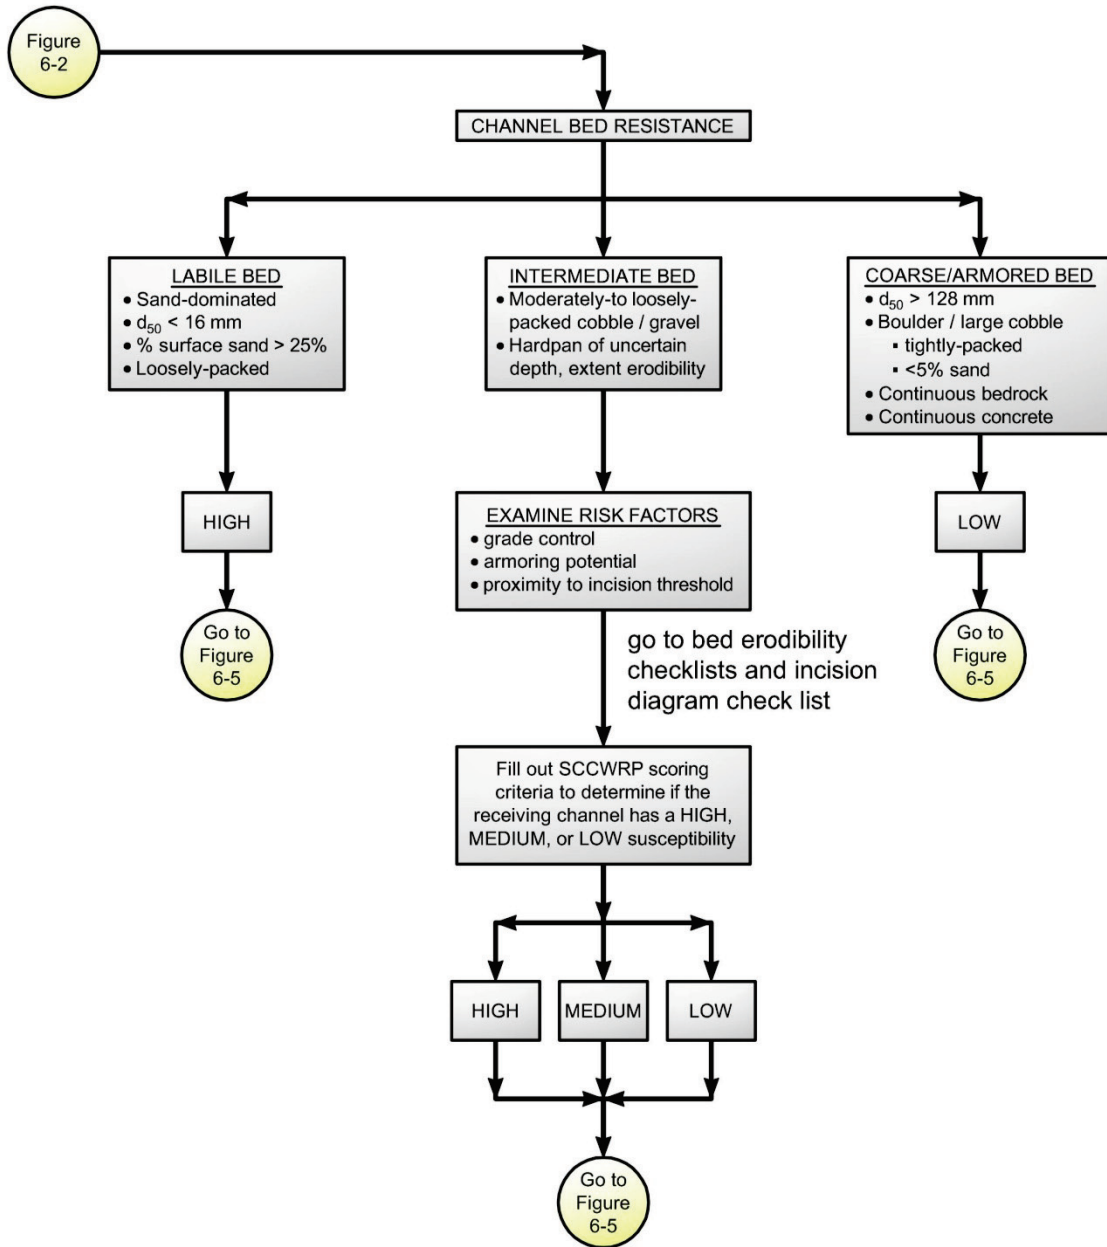 Figure
6-2
CHANNEL BED RESISTANCE
LABILE BED
• Sand-dominated
• d₅₀ < 16 mm
• % surface sand > 25%
• Loosely-packed
INTERMEDIATE BED
• Moderately-to loosely-
packed cobble / gravel
• Hardpan of uncertain
depth, extent erodibility
COARSE/ARMORED BED
• d₅₀ > 128 mm
• Boulder / large cobble
▪ tightly-packed
▪ <5% sand
• Continuous bedrock
• Continuous concrete
HIGH
EXAMINE RISK FACTORS
• grade control
• armoring potential
• proximity to incision threshold
LOW
Go to
Figure
6-5
go to bed erodibility
checklists and incision
diagram check list
Go to
Figure
6-5
Fill out SCCWRP scoring
criteria to determine if the
receiving channel has a HIGH,
MEDIUM, or LOW susceptibility
HIGH
MEDIUM
LOW
Go to
Figure
6-5